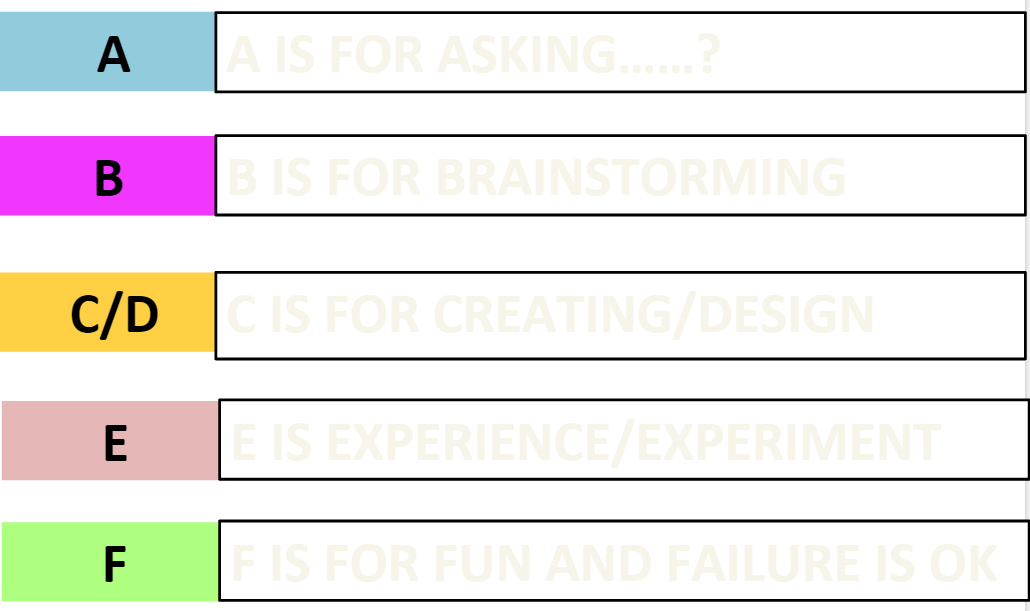 A A IS FOR ASKING......?
B B IS FOR BRAINSTORMING
C/D C IS FOR CREATING/DESIGN
E E IS EXPERIENCE/EXPERIMENT
F F IS FOR FUN AND FAILURE IS OK